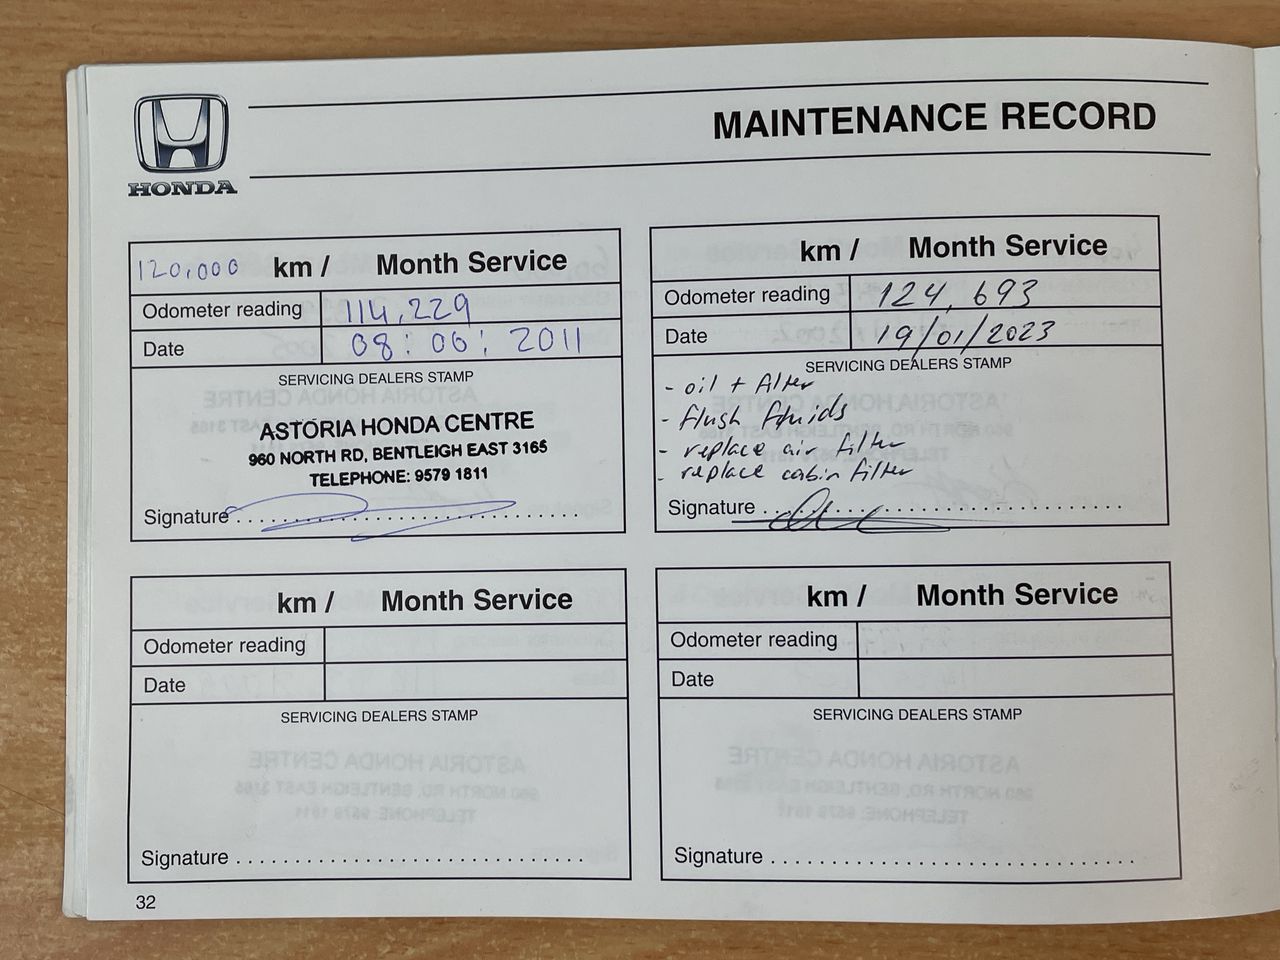 HONDA
MAINTENANCE RECORD
120,000 km / Month Service
Odometer reading 114,229
Date 08:06:2011
SERVICING DEALERS STAMP
ASTORIA HONDA CENTRE
960 NORTH RD, BENTLEIGH EAST 3165
TELEPHONE: 9579 1811
Signature
km / Month Service
Odometer reading 124,693
Date 19/01/2023
SERVICING DEALERS STAMP
- oil + filter
- flush fluids
- replace air filter
- replace cabin filter
Signature
km / Month Service
Odometer reading
Date
SERVICING DEALERS STAMP
Signature
km / Month Service
Odometer reading
Date
SERVICING DEALERS STAMP
Signature
32